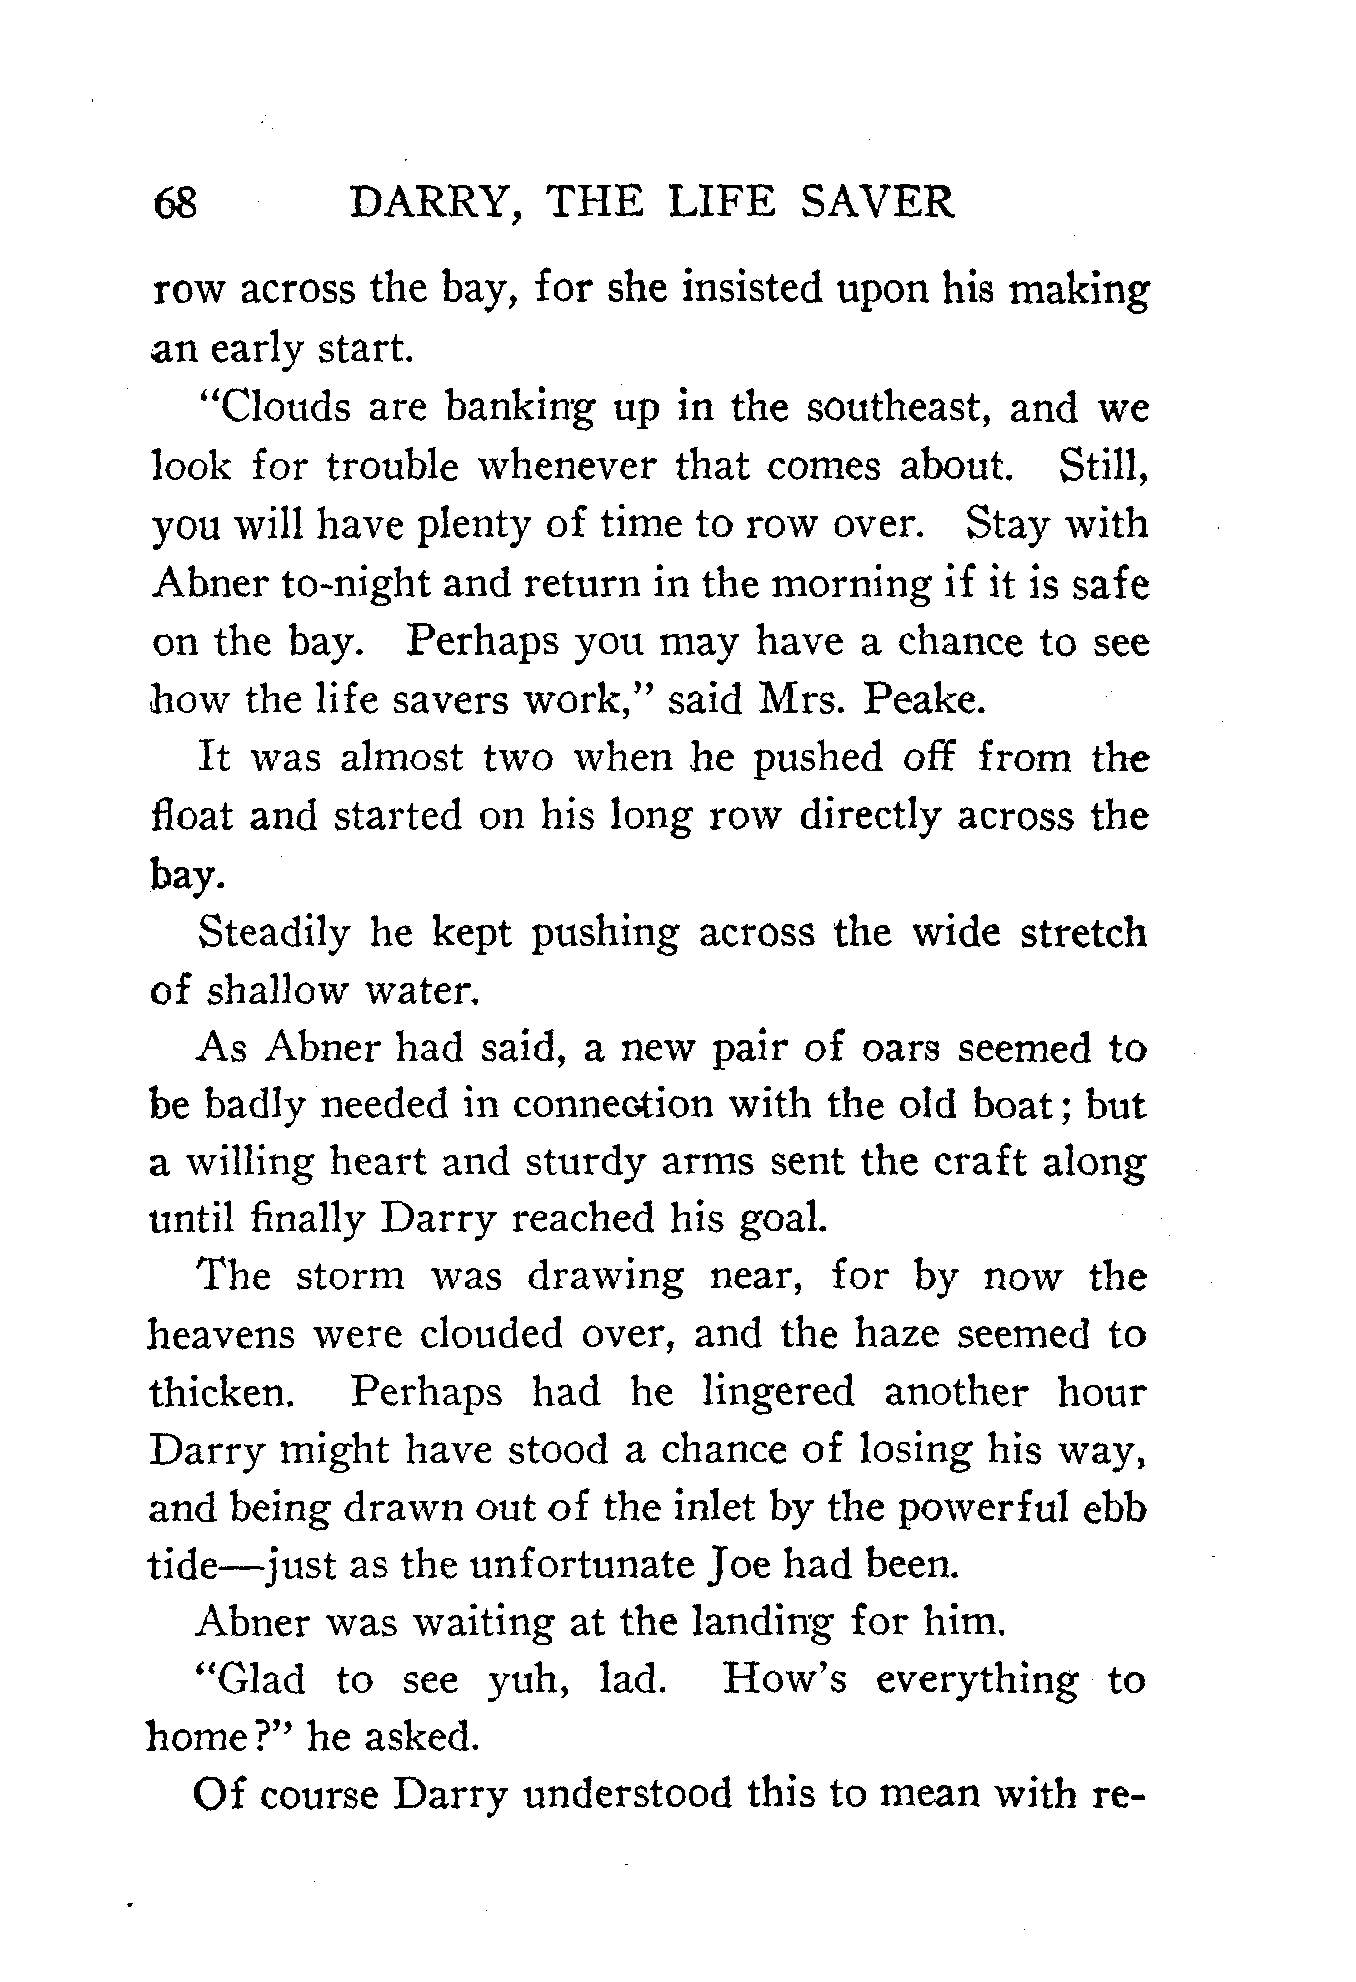 68 DARRY, THE LIFE SAVER
row across the bay, for she insisted upon his making
an early start.
"Clouds are banking up in the southeast, and we
look for trouble whenever that comes about. Still,
you will have plenty of time to row over. Stay with
Abner to-night and return in the morning if it is safe
on the bay. Perhaps you may have a chance to see
how the life savers work," said Mrs. Peake.
It was almost two when he pushed off from the
float and started on his long row directly across the
bay.
Steadily he kept pushing across the wide stretch
of shallow water.
As Abner had said, a new pair of oars seemed to
be badly needed in connection with the old boat; but
a willing heart and sturdy arms sent the craft along
until finally Darry reached his goal.
The storm was drawing near, for by now the
heavens were clouded over, and the haze seemed to
thicken. Perhaps had he lingered another hour
Darry might have stood a chance of losing his way,
and being drawn out of the inlet by the powerful ebb
tide—just as the unfortunate Joe had been.
Abner was waiting at the landing for him.
"Glad to see yuh, lad. How's everything to
home?" he asked.
Of course Darry understood this to mean with re-